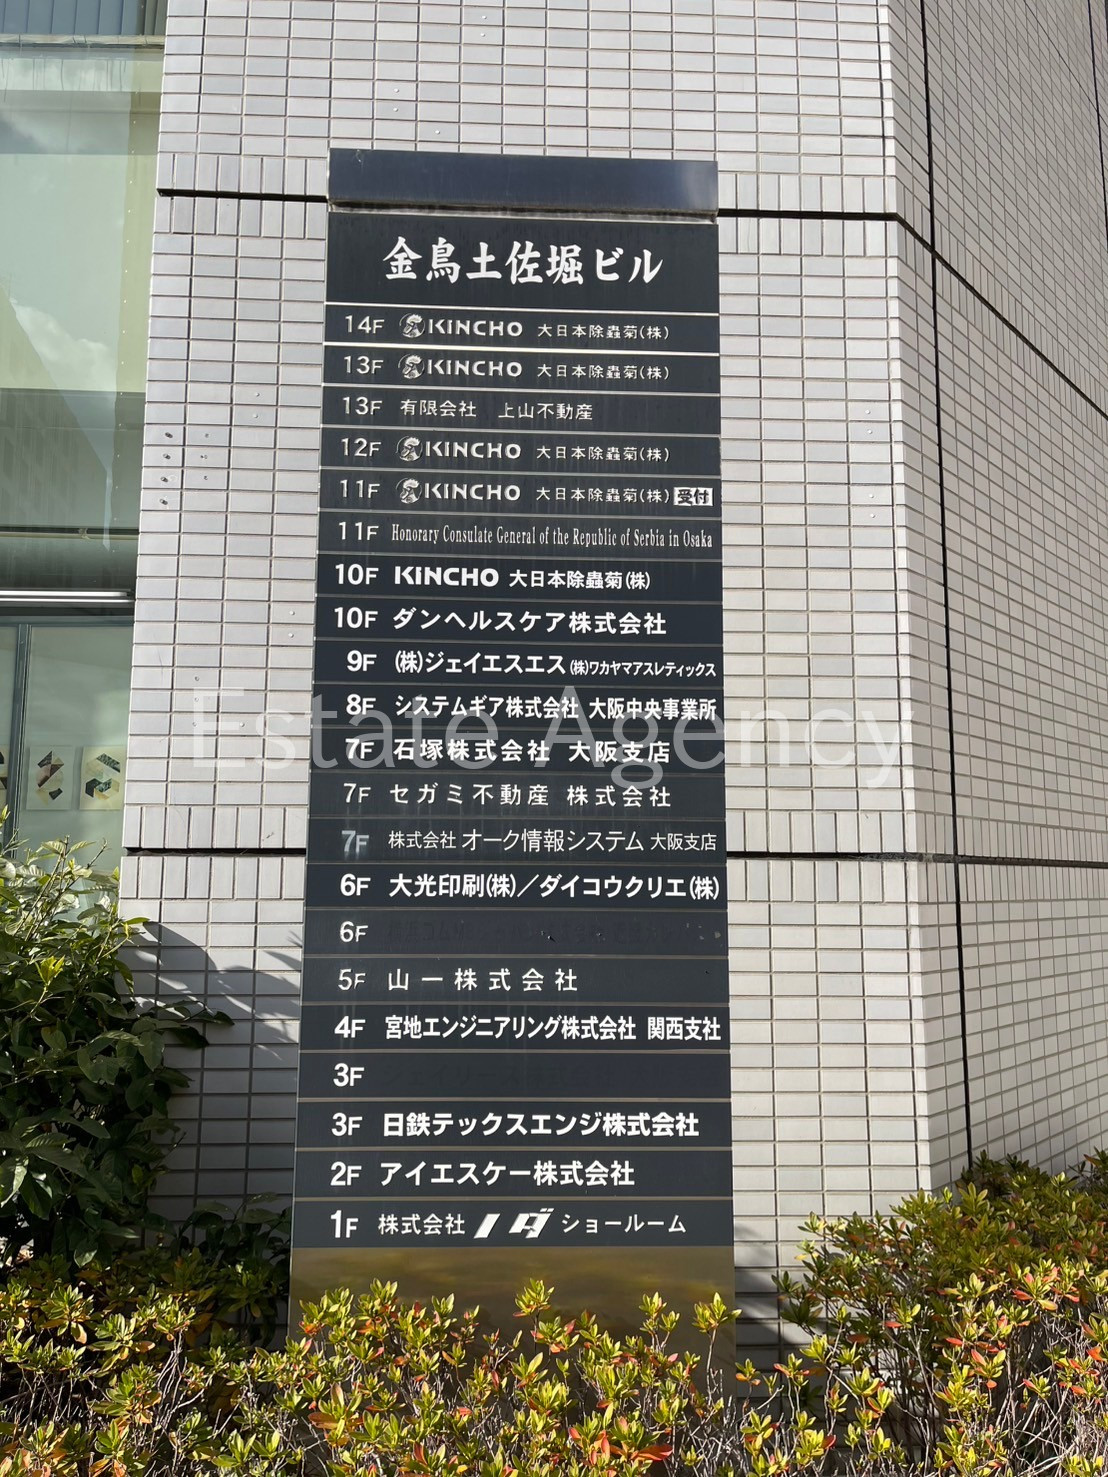 金鳥土佐堀ビル
14F KINCHO 大日本除蟲菊(株)
13F KINCHO 大日本除蟲菊(株)
13F 有限会社 上山不動産
12F KINCHO 大日本除蟲菊(株)
11F KINCHO 大日本除蟲菊(株) 受付
11F Honorary Consulate General of the Republic of Serbia in Osaka
10F KINCHO 大日本除蟲菊(株)
10F ダンヘルスケア株式会社
9F (株)ジェイエスエス (株)ワカヤマアスレティックス
8F システムギア株式会社 大阪中央事業所
Estate Agency
7F 石塚株式会社 大阪支店
7F セガミ不動産 株式会社
7F 株式会社 オーク情報システム 大阪支店
6F 大光印刷(株)/ダイコウクリエ(株)
6F
5F 山一株式会社
4F 宮地エンジニアリング株式会社 関西支社
3F
3F 日鉄テックスエンジ株式会社
2F アイエスケー株式会社
1F 株式会社 ノダ ショールーム